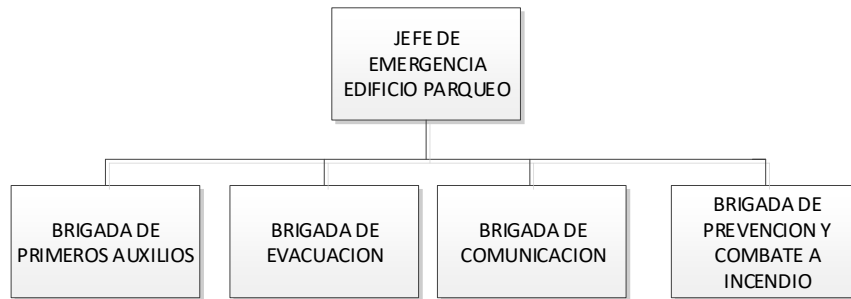 JEFE DE
EMERGENCIA
EDIFICIO PARQUEO
BRIGADA DE
PRIMEROS AUXILIOS
BRIGADA DE
EVACUACION
BRIGADA DE
COMUNICACION
BRIGADA DE
PREVENCION Y
COMBATE A
INCENDIO